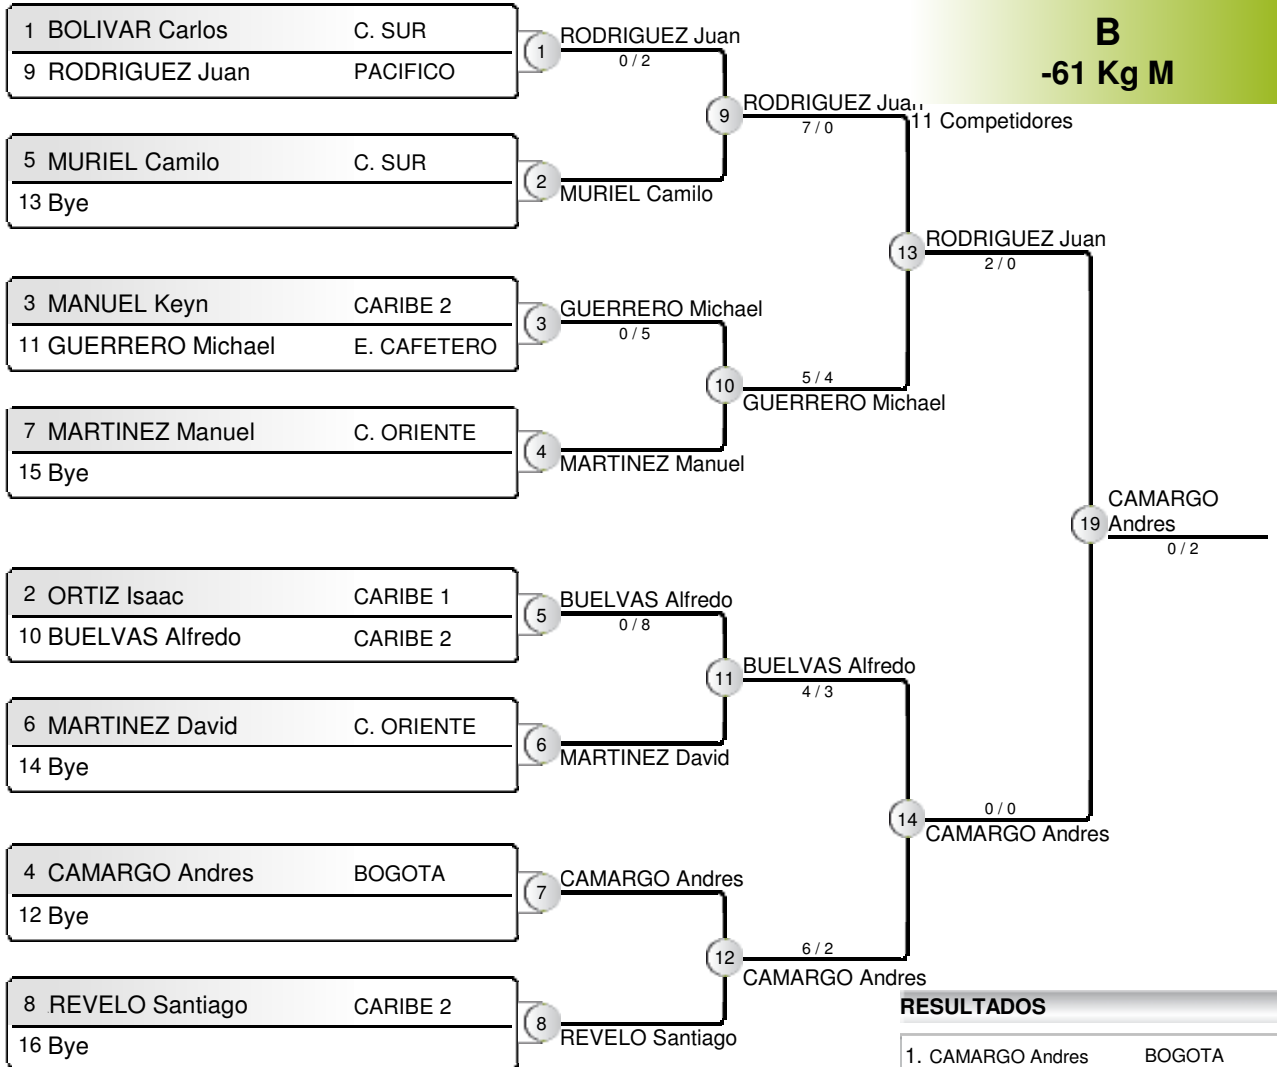 B
-61 Kg M
11 Competidores
1 BOLIVAR Carlos C. SUR
9 RODRIGUEZ Juan PACIFICO
5 MURIEL Camilo C. SUR
13 Bye
3 MANUEL Keyn CARIBE 2
11 GUERRERO Michael E. CAFETERO
7 MARTINEZ Manuel C. ORIENTE
15 Bye
2 ORTIZ Isaac CARIBE 1
10 BUELVAS Alfredo CARIBE 2
6 MARTINEZ David C. ORIENTE
14 Bye
4 CAMARGO Andres BOGOTA
12 Bye
8 REVELO Santiago CARIBE 2
16 Bye
1 RODRIGUEZ Juan
0 / 2
2 MURIEL Camilo
3 GUERRERO Michael
0 / 5
4 MARTINEZ Manuel
5 BUELVAS Alfredo
0 / 8
6 MARTINEZ David
7 CAMARGO Andres
8 REVELO Santiago
9 RODRIGUEZ Juan
7 / 0
10 5 / 4
GUERRERO Michael
11 BUELVAS Alfredo
4 / 3
12 6 / 2
CAMARGO Andres
13 RODRIGUEZ Juan
2 / 0
14 0 / 0
CAMARGO Andres
19 CAMARGO
Andres
0 / 2
RESULTADOS
1. CAMARGO Andres BOGOTA